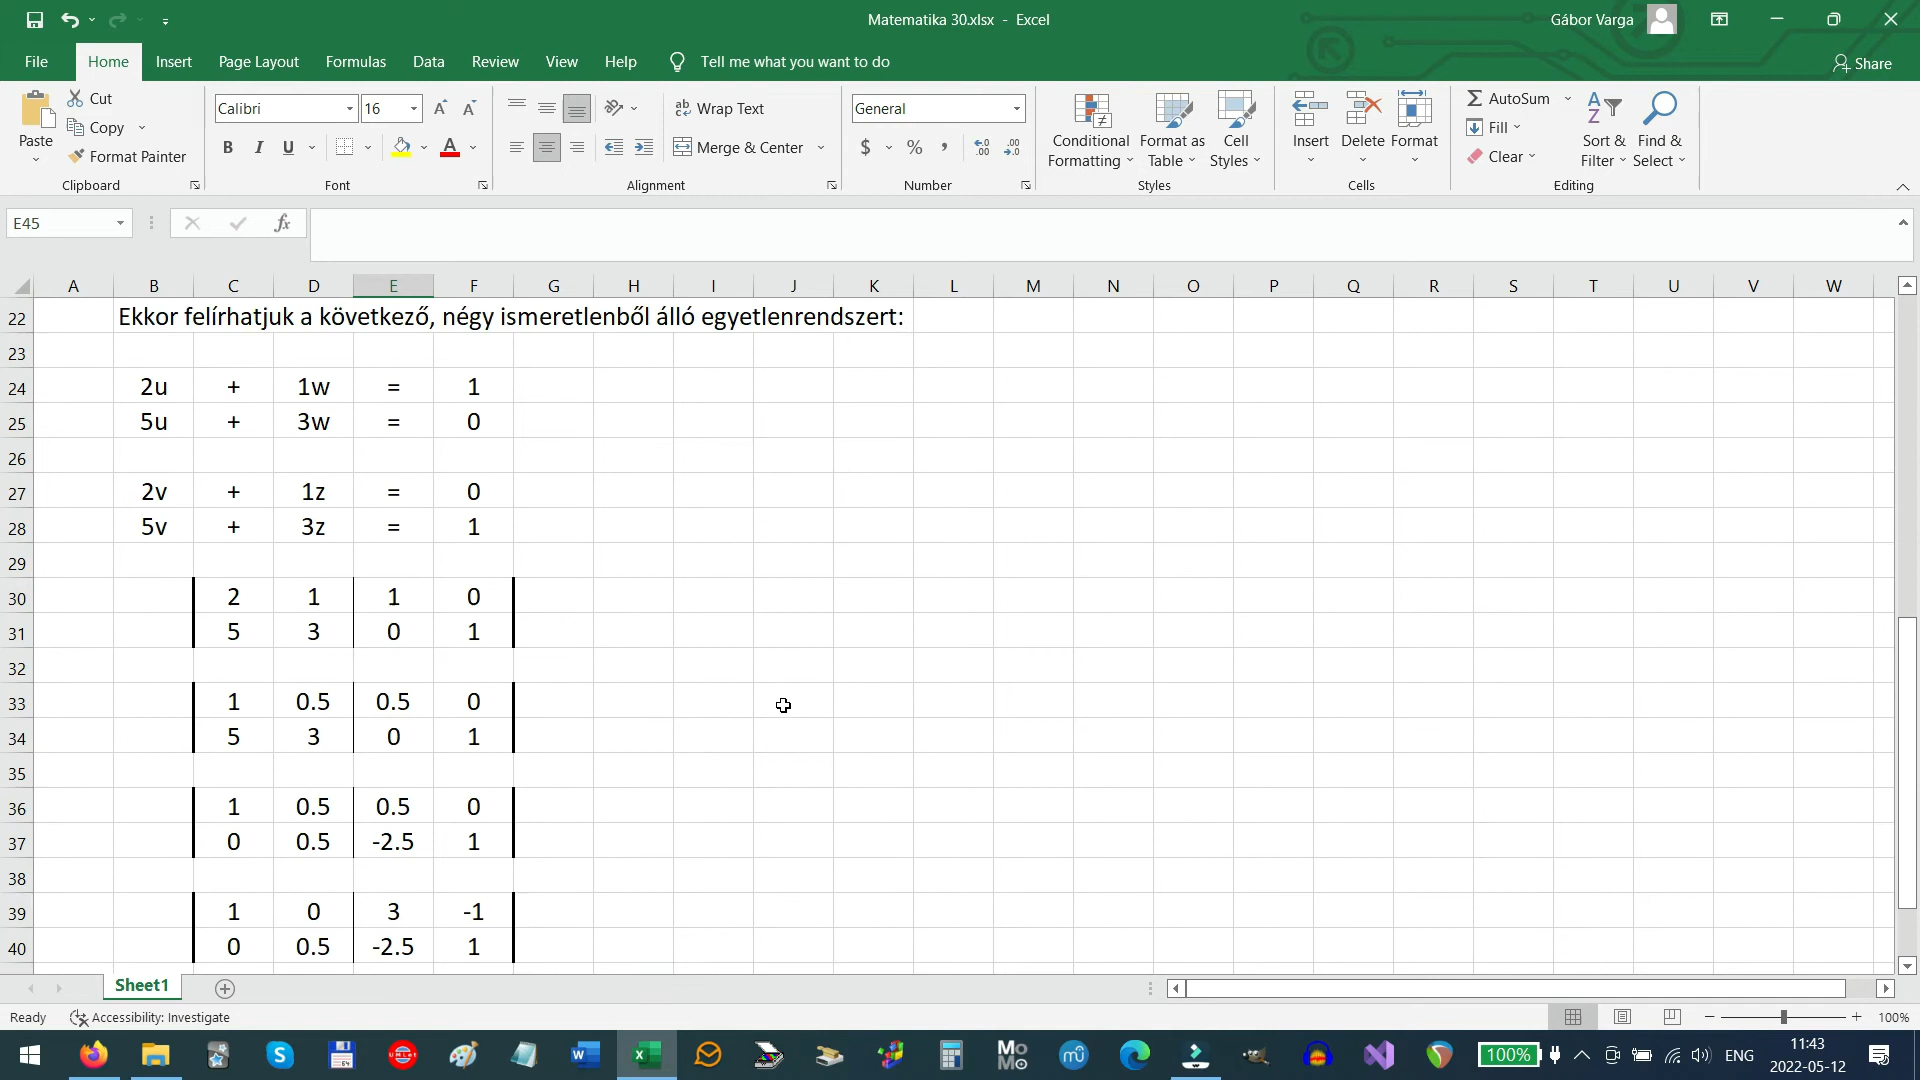 Matematika 30.xlsx - Excel
Gábor Varga
File Home Insert Page Layout Formulas Data Review View Help Tell me what you want to do
Share
Paste
Cut
Copy
Format Painter
Clipboard
Calibri 16
B I U
Font
Wrap Text
Merge & Center
Alignment
General
$ % ,
Number
Conditional Formatting
Format as Table
Cell Styles
Styles
Insert Delete Format
Cells
AutoSum
Fill
Clear
Sort & Filter
Find & Select
Editing
E45
fx
A B C D E F G H I J K L M N O P Q R S T U V W
22 Ekkor felírhatjuk a következő, négy ismeretlenből álló egyetlenrendszert:
23
24 2u + 1w = 1
25 5u + 3w = 0
26
27 2v + 1z = 0
28 5v + 3z = 1
29
30 2 1 1 0
31 5 3 0 1
32
33 1 0.5 0.5 0
34 5 3 0 1
35
36 1 0.5 0.5 0
37 0 0.5 -2.5 1
38
39 1 0 3 -1
40 0 0.5 -2.5 1
Sheet1
Ready Accessibility: Investigate
100%
100% ENG
11:43
2022-05-12